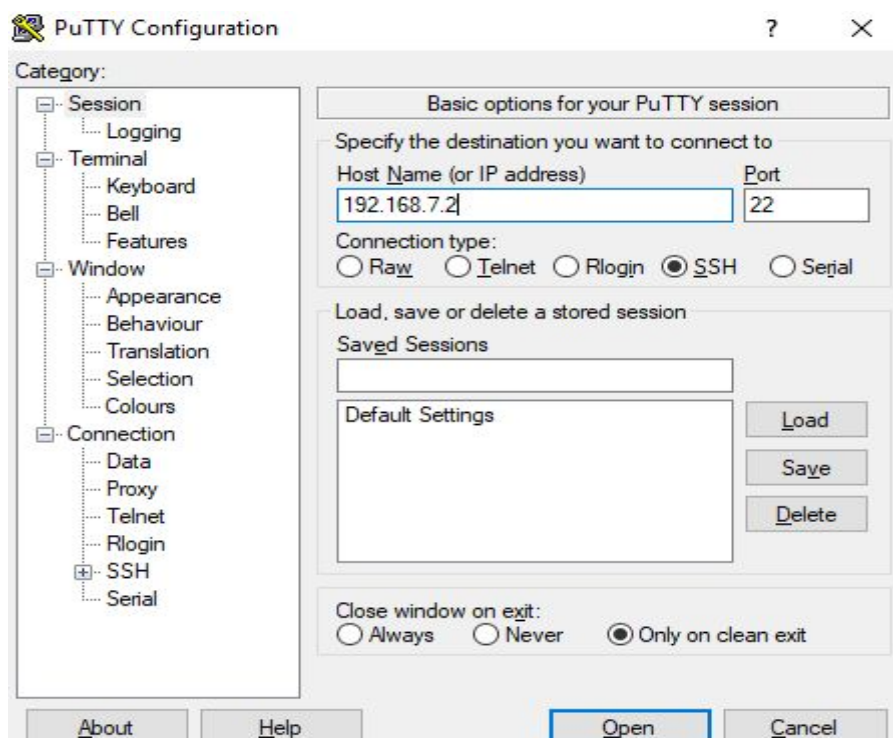 PuTTY Configuration
?
Category:
Session
Logging
Terminal
Keyboard
Bell
Features
Window
Appearance
Behaviour
Translation
Selection
Colours
Connection
Data
Proxy
Telnet
Rlogin
SSH
Serial
Basic options for your PuTTY session
Specify the destination you want to connect to
Host Name (or IP address) Port
192.168.7.2 22
Connection type:
Raw Telnet Rlogin SSH Serial
Load, save or delete a stored session
Saved Sessions
Default Settings
Load
Save
Delete
Close window on exit:
Always Never Only on clean exit
About Help Open Cancel